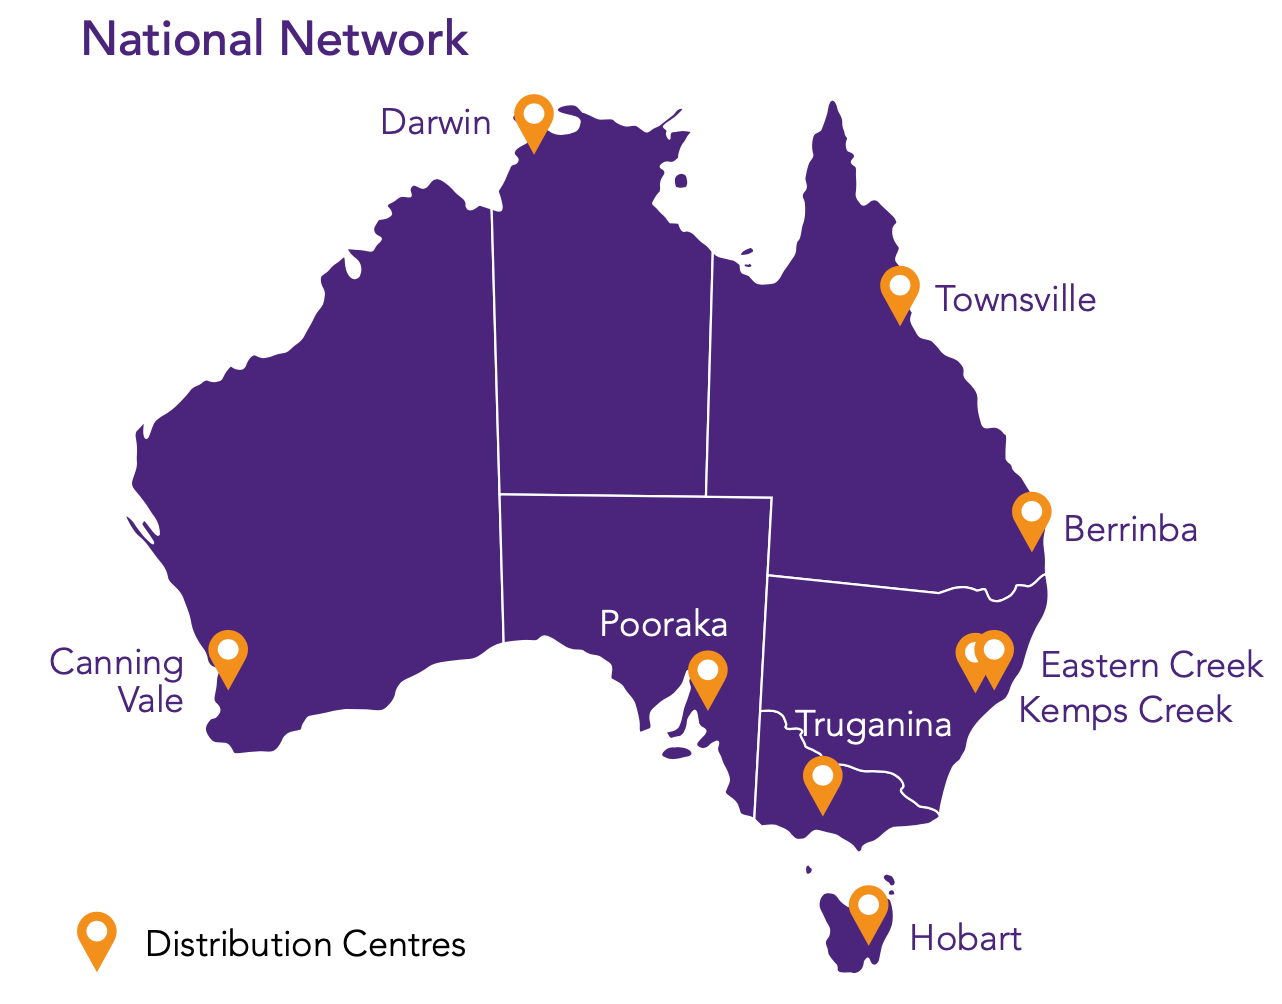 National Network
Darwin
Townsville
Berrinba
Pooraka
Canning
Vale
Eastern Creek
Kemps Creek
Truganina
Hobart
Distribution Centres